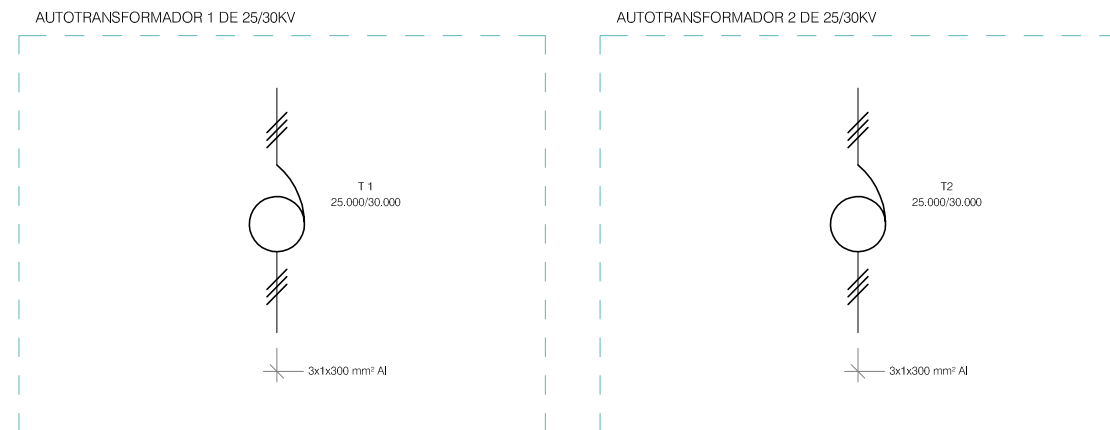 AUTOTRANSFORMADOR 1 DE 25/30KV
AUTOTRANSFORMADOR 2 DE 25/30KV
T 1
25.000/30.000
T2
25.000/30.000
3x1x300 mm² Al
3x1x300 mm² Al